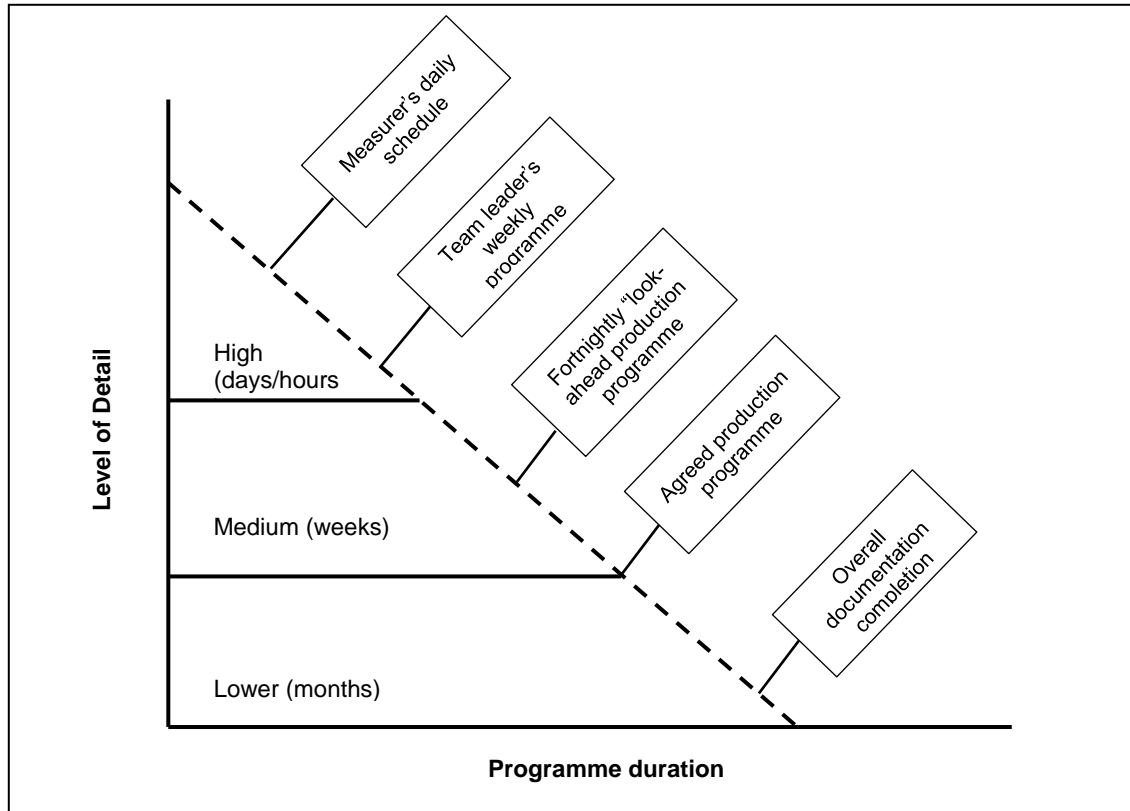 Measurer's daily
schedule
Team leader's
weekly
programme
Fortnightly "look-
ahead production
programme
Agreed production
programme
Overall
documentation
completion
High
(days/hours
Medium (weeks)
Lower (months)
Level of Detail
Programme duration